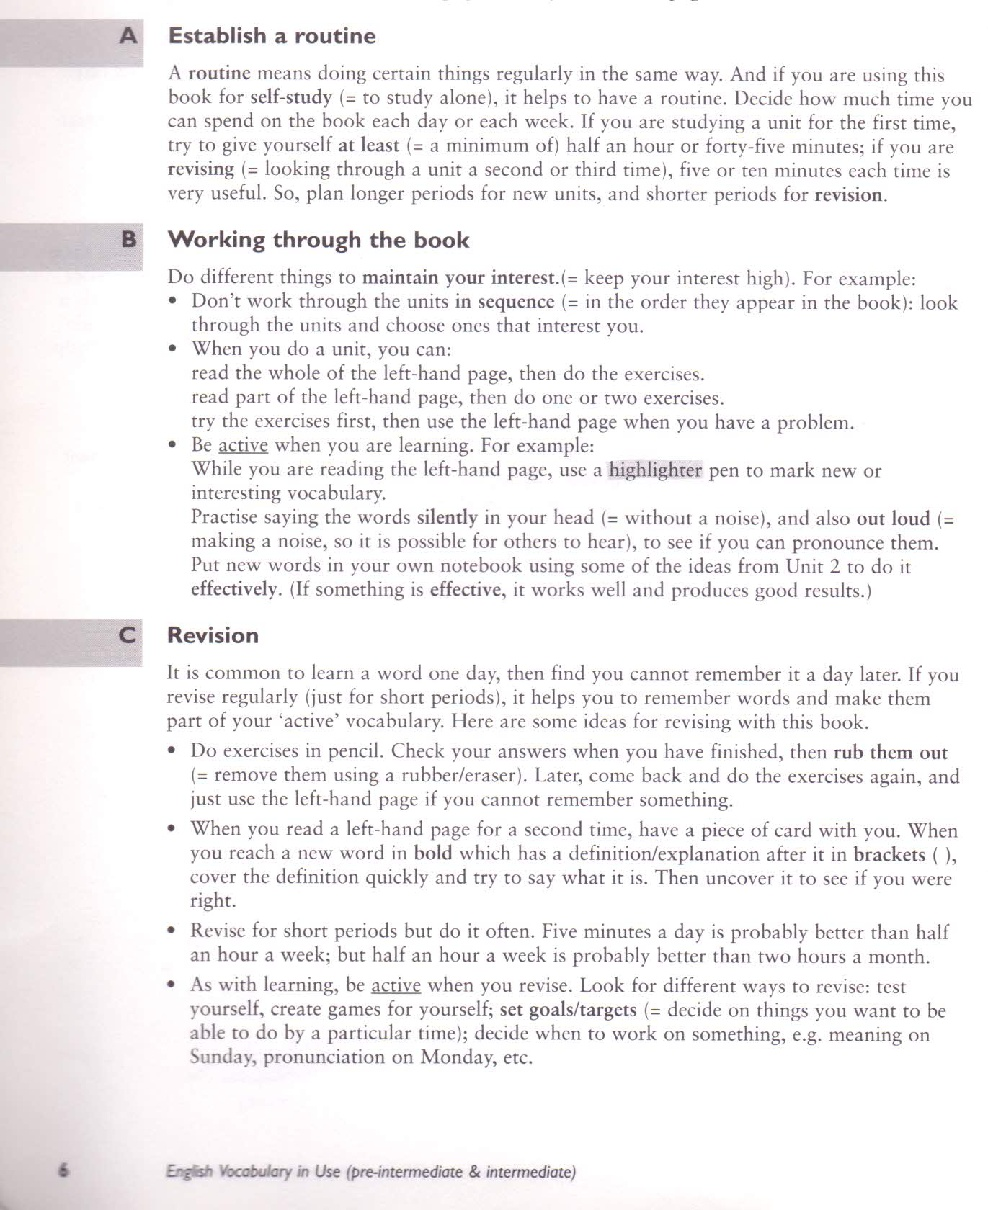 A Establish a routine
A routine means doing certain things regularly in the same way. And if you are using this
book for self-study (= to study alone), it helps to have a routine. Decide how much time you
can spend on the book each day or each week. If you are studying a unit for the first time,
try to give yourself at least (= a minimum of) half an hour or forty-five minutes; if you are
revising (= looking through a unit a second or third time), five or ten minutes each time is
very useful. So, plan longer periods for new units, and shorter periods for revision.
B Working through the book
Do different things to maintain your interest.(= keep your interest high). For example:
• Don't work through the units in sequence (= in the order they appear in the book): look
through the units and choose ones that interest you.
• When you do a unit, you can:
read the whole of the left-hand page, then do the exercises.
read part of the left-hand page, then do one or two exercises.
try the exercises first, then use the left-hand page when you have a problem.
• Be active when you are learning. For example:
While you are reading the left-hand page, use a highlighter pen to mark new or
interesting vocabulary.
Practise saying the words silently in your head (= without a noise), and also out loud (=
making a noise, so it is possible for others to hear), to see if you can pronounce them.
Put new words in your own notebook using some of the ideas from Unit 2 to do it
effectively. (If something is effective, it works well and produces good results.)
C Revision
It is common to learn a word one day, then find you cannot remember it a day later. If you
revise regularly (just for short periods), it helps you to remember words and make them
part of your 'active' vocabulary. Here are some ideas for revising with this book.
• Do exercises in pencil. Check your answers when you have finished, then rub them out
(= remove them using a rubber/eraser). Later, come back and do the exercises again, and
just use the left-hand page if you cannot remember something.
• When you read a left-hand page for a second time, have a piece of card with you. When
you reach a new word in bold which has a definition/explanation after it in brackets ( ),
cover the definition quickly and try to say what it is. Then uncover it to see if you were
right.
• Revise for short periods but do it often. Five minutes a day is probably better than half
an hour a week; but half an hour a week is probably better than two hours a month.
• As with learning, be active when you revise. Look for different ways to revise: test
yourself, create games for yourself; set goals/targets (= decide on things you want to be
able to do by a particular time); decide when to work on something, e.g. meaning on
Sunday, pronunciation on Monday, etc.
6 English Vocabulary in Use (pre-intermediate & intermediate)